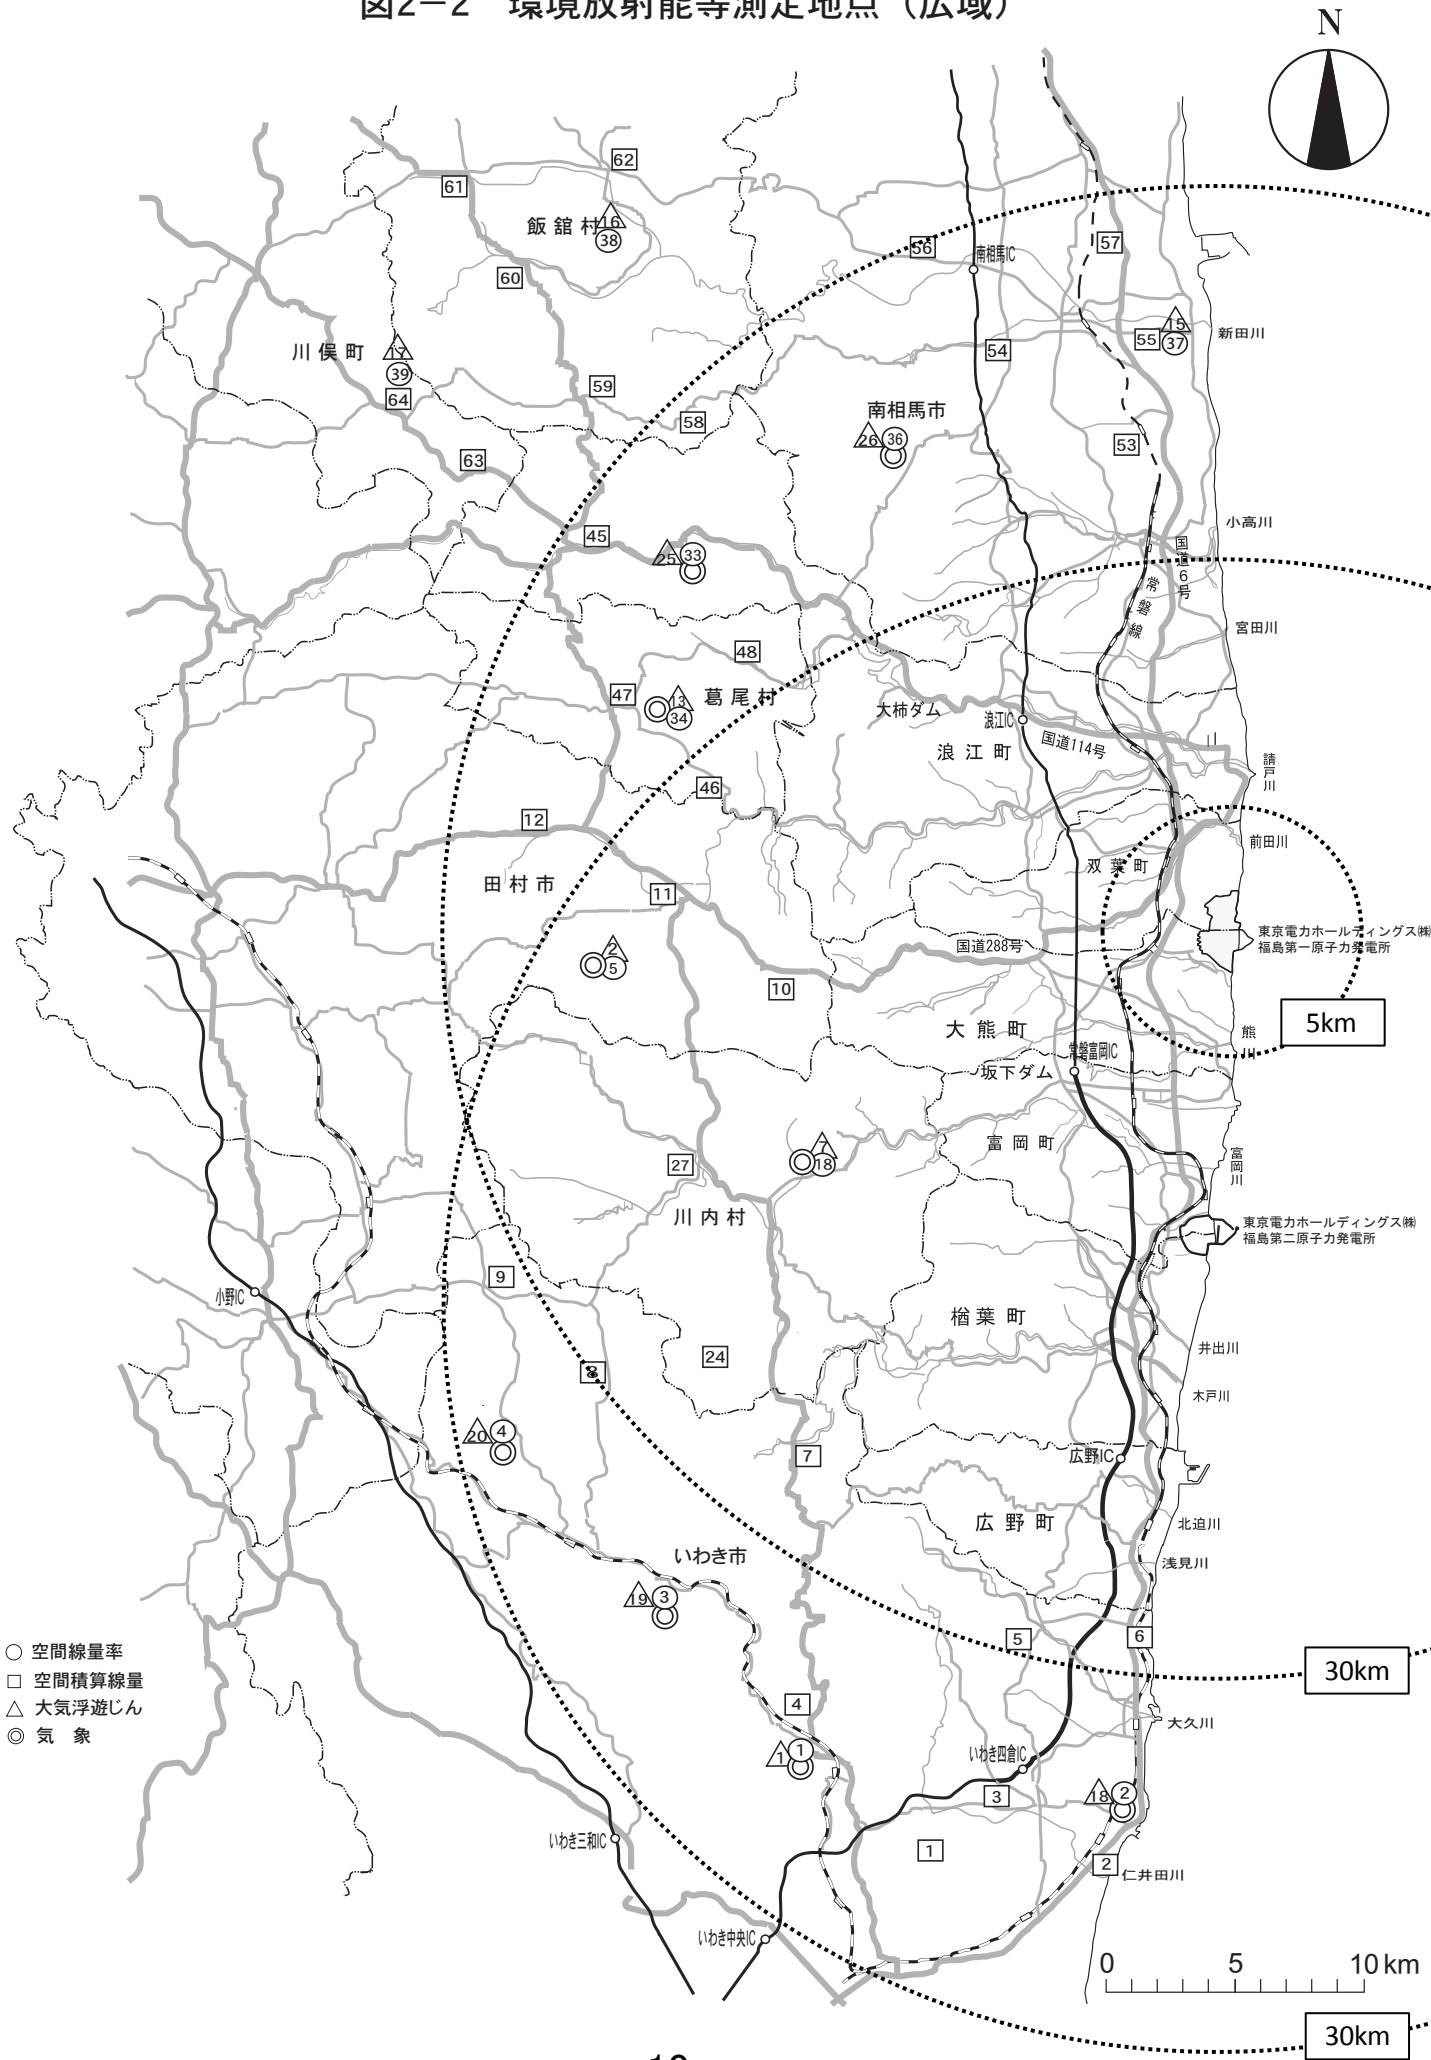 図2-2 環境放射能等測定地点（広域）
N
62
61
飯舘村
16
38
57
56
南相馬IC
60
15
55
37
新田川
川俣町
17
39
54
59
64
58
南相馬市
26
36
53
63
小高川
45
25
33
国道6号
常磐線
宮田川
48
47
13
34
葛尾村
大柿ダム
浪江IC
国道114号
浪江町
川
請戸川
46
12
前田川
双葉町
田村市
11
東京電力ホールディングス㈱
福島第一原子力発電所
国道288号
2
5
10
5km
大熊町
熊川
常磐富岡IC
坂下ダム
富岡町
7
18
27
富岡川
川内村
東京電力ホールディングス㈱
福島第二原子力発電所
9
小野IC
楢葉町
井出川
24
8
木戸川
20
4
7
広野IC
広野町
北迫川
いわき市
浅見川
19
3
5
6
○ 空間線量率
□ 空間積算線量
△ 大気浮遊じん
◎ 気 象
30km
4
大久川
1
1
いわき四倉IC
3
18
2
いわき三和IC
1
2
仁井田川
いわき中央IC
0 5 10km
30km